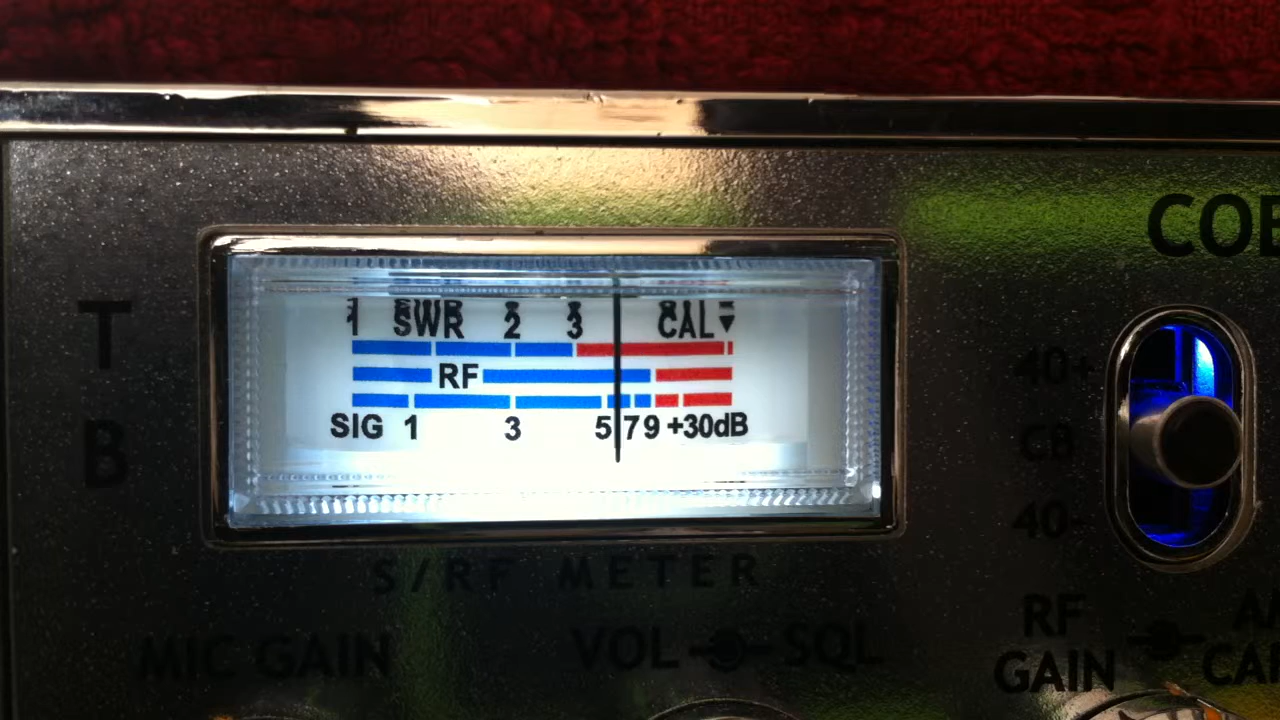 COB
T
B
1 SWR 2 3 CAL
RF
SIG 1 3 5 7 9 +30dB
40+
CB
40-
S/RF METER
MIC GAIN
VOL SQL
RF
GAIN